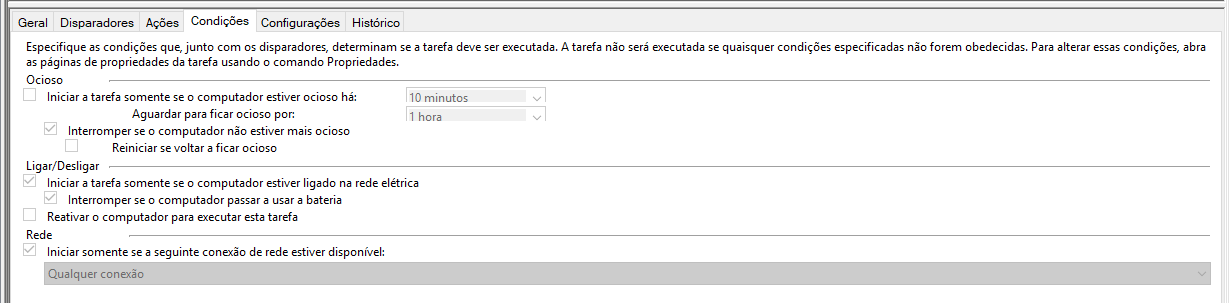 Geral Disparadores Ações Condições Configurações Histórico
Especifique as condições que, junto com os disparadores, determinam se a tarefa deve ser executada. A tarefa não será executada se quaisquer condições especificadas não forem obedecidas. Para alterar essas condições, abra
as páginas de propriedades da tarefa usando o comando Propriedades.
Ocioso
Iniciar a tarefa somente se o computador estiver ocioso há: 10 minutos
Aguardar para ficar ocioso por: 1 hora
Interromper se o computador não estiver mais ocioso
Reiniciar se voltar a ficar ocioso
Ligar/Desligar
Iniciar a tarefa somente se o computador estiver ligado na rede elétrica
Interromper se o computador passar a usar a bateria
Reativar o computador para executar esta tarefa
Rede
Iniciar somente se a seguinte conexão de rede estiver disponível:
Qualquer conexão